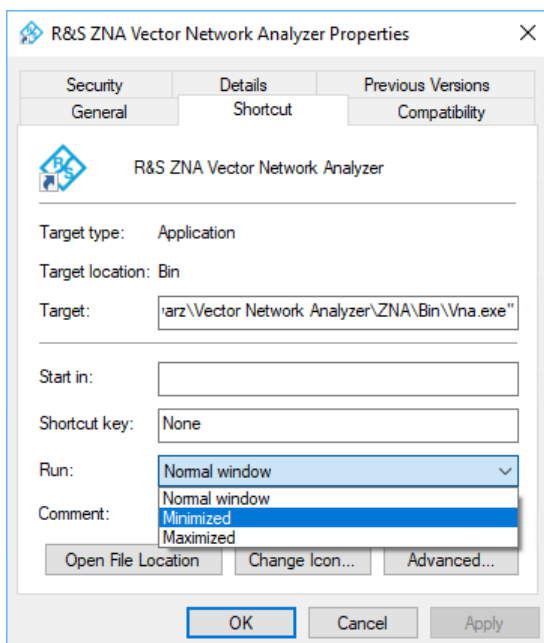 R&S ZNA Vector Network Analyzer Properties
Security Details Previous Versions
General Shortcut Compatibility
R&S
R&S ZNA Vector Network Analyzer
Target type: Application
Target location: Bin
Target: arz\Vector Network Analyzer\ZNA\Bin\Vna.exe"
Start in:
Shortcut key: None
Run: Normal window
Normal window
Comment: Minimized
Maximized
Open File Location Change Icon... Advanced...
OK Cancel Apply